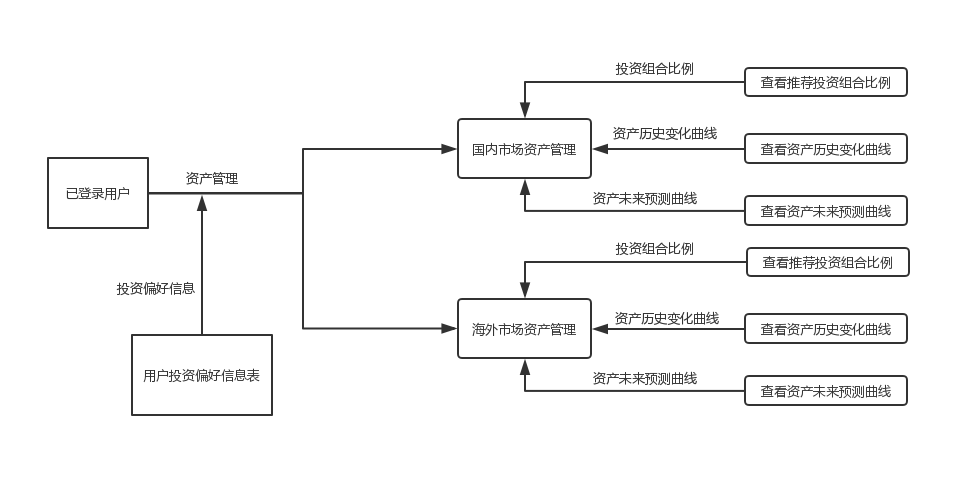 投资组合比例
查看推荐投资组合比例
资产历史变化曲线
国内市场资产管理
查看资产历史变化曲线
资产管理
已登录用户
资产未来预测曲线
查看资产未来预测曲线
投资组合比例
查看推荐投资组合比例
投资偏好信息
资产历史变化曲线
海外市场资产管理
查看资产历史变化曲线
用户投资偏好信息表
资产未来预测曲线
查看资产未来预测曲线